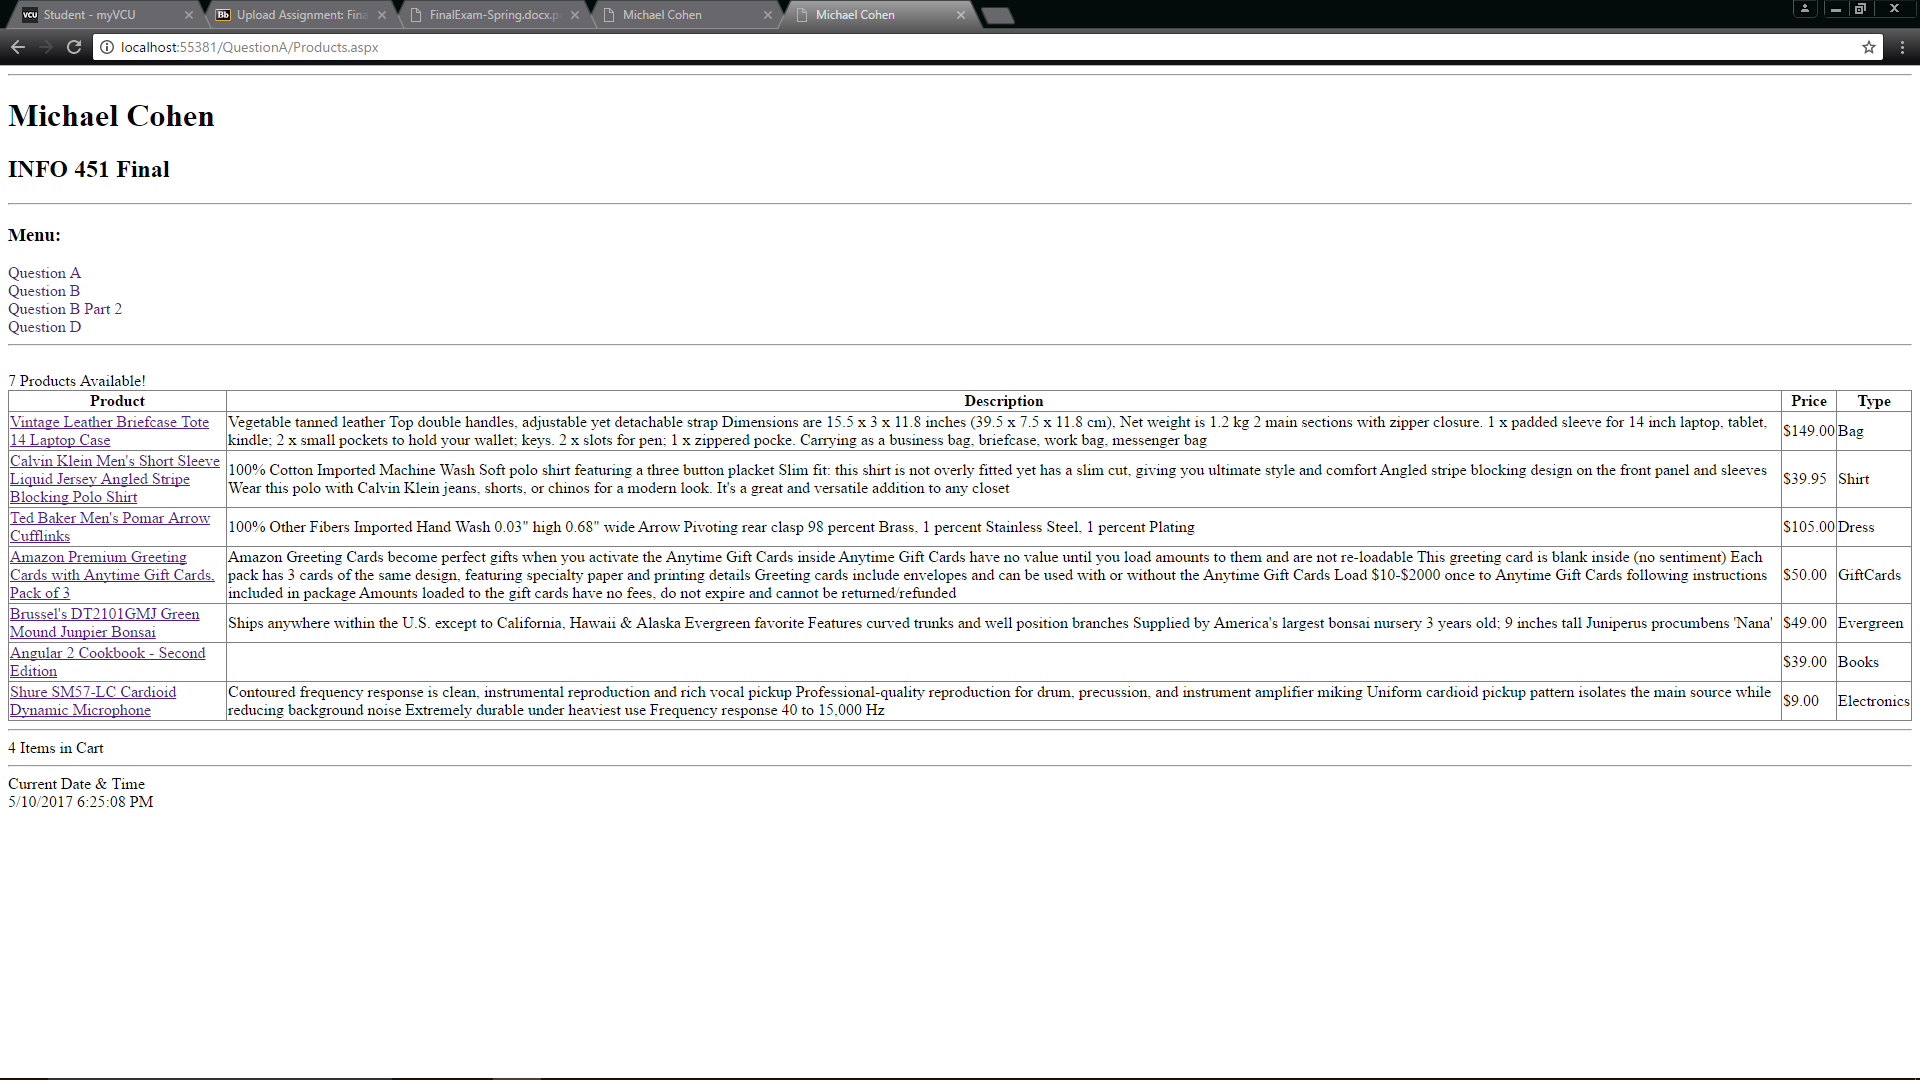 Student - myVCU
Upload Assignment: Fina
FinalExam-Spring.docx.p
Michael Cohen
Michael Cohen
localhost:55381/QuestionA/Products.aspx
Michael Cohen
INFO 451 Final
Menu:
Question A
Question B
Question B Part 2
Question D
7 Products Available!
Product Description Price Type
Vintage Leather Briefcase Tote
14 Laptop Case
Vegetable tanned leather Top double handles, adjustable yet detachable strap Dimensions are 15.5 x 3 x 11.8 inches (39.5 x 7.5 x 11.8 cm), Net weight is 1.2 kg 2 main sections with zipper closure. 1 x padded sleeve for 14 inch laptop, tablet,
kindle; 2 x small pockets to hold your wallet; keys. 2 x slots for pen; 1 x zippered pocke. Carrying as a business bag, briefcase, work bag, messenger bag
$149.00 Bag
Calvin Klein Men's Short Sleeve
Liquid Jersey Angled Stripe
Blocking Polo Shirt
100% Cotton Imported Machine Wash Soft polo shirt featuring a three button placket Slim fit: this shirt is not overly fitted yet has a slim cut, giving you ultimate style and comfort Angled stripe blocking design on the front panel and sleeves
Wear this polo with Calvin Klein jeans, shorts, or chinos for a modern look. It's a great and versatile addition to any closet
$39.95 Shirt
Ted Baker Men's Pomar Arrow
Cufflinks
100% Other Fibers Imported Hand Wash 0.03" high 0.68" wide Arrow Pivoting rear clasp 98 percent Brass, 1 percent Stainless Steel, 1 percent Plating
$105.00 Dress
Amazon Premium Greeting
Cards with Anytime Gift Cards,
Pack of 3
Amazon Greeting Cards become perfect gifts when you activate the Anytime Gift Cards inside Anytime Gift Cards have no value until you load amounts to them and are not re-loadable This greeting card is blank inside (no sentiment) Each
pack has 3 cards of the same design, featuring specialty paper and printing details Greeting cards include envelopes and can be used with or without the Anytime Gift Cards Load $10-$2000 once to Anytime Gift Cards following instructions
included in package Amounts loaded to the gift cards have no fees, do not expire and cannot be returned/refunded
$50.00 GiftCards
Brussel's DT2101GMJ Green
Mound Junpier Bonsai
Ships anywhere within the U.S. except to California, Hawaii & Alaska Evergreen favorite Features curved trunks and well position branches Supplied by America's largest bonsai nursery 3 years old; 9 inches tall Juniperus procumbens 'Nana'
$49.00 Evergreen
Angular 2 Cookbook - Second
Edition
$39.00 Books
Shure SM57-LC Cardioid
Dynamic Microphone
Contoured frequency response is clean, instrumental reproduction and rich vocal pickup Professional-quality reproduction for drum, precussion, and instrument amplifier miking Uniform cardioid pickup pattern isolates the main source while
reducing background noise Extremely durable under heaviest use Frequency response 40 to 15,000 Hz
$9.00 Electronics
4 Items in Cart
Current Date & Time
5/10/2017 6:25:08 PM